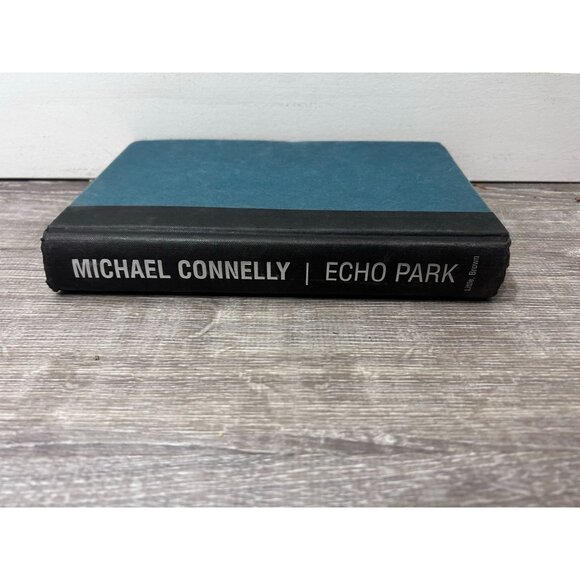 MICHAEL CONNELLY | ECHO PARK
Little, Brown